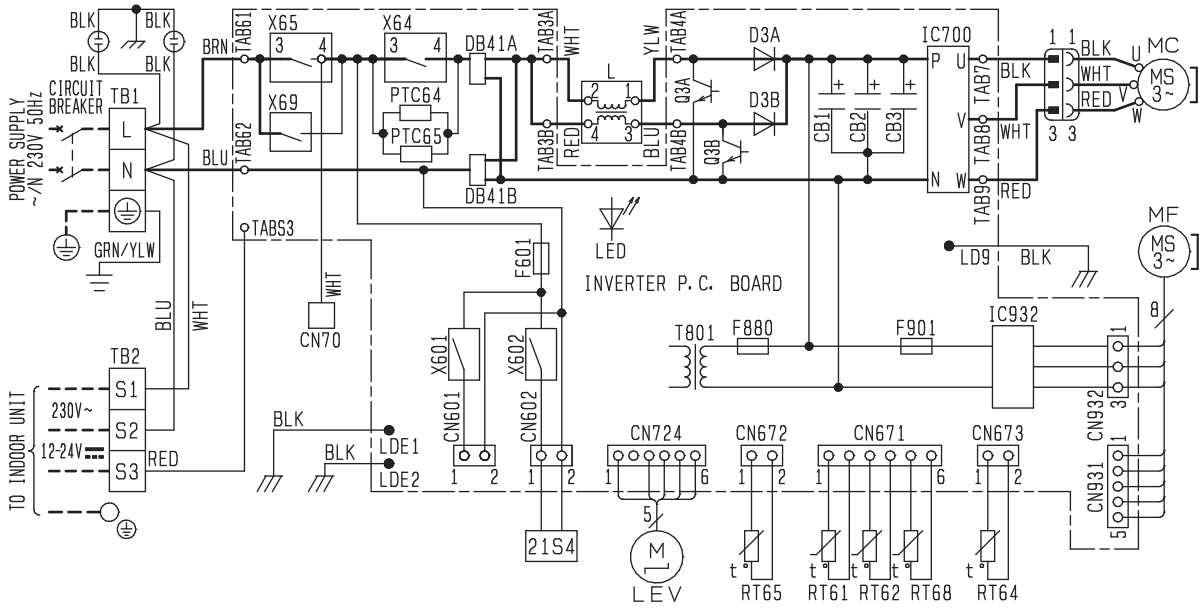 BLK BLK
BLK BLK
POWER SUPPLY
~/N 230V 50Hz
CIRCUIT
BREAKER
TB1
L
N
GRN/YLW
BRN
BLU
TAB61
TAB62
TABS3
X65
3 4
X64
3 4
X69
PTC64
PTC65
DB41A
DB41B
TAB3A
WHT
TAB3B
RED
L
2 1
4 3
YLW
TAB4A
BLU
TAB4B
Q3A
Q3B
D3A
D3B
CB1
+
CB2
+
CB3
+
IC700
P
U
V
N
W
TAB7
TAB8
TAB9
BLK
WHT
RED
1 1
3 3
BLK
WHT
RED
U
V
W
MC
MS
3~
MF
MS
3~
8
LED
INVERTER P.C. BOARD
LD9
BLK
BLU
WHT
WHT
CN70
F601
X601
X602
CN601
1 2
CN602
1 2
21S4
T801
F880
F901
IC932
CN932
1
3
CN931
1
5
TB2
S1
S2
S3
RED
TO INDOOR UNIT
230V~
12-24V
BLK
LDE1
BLK
LDE2
CN724
1 6
5
M
LEV
CN672
1 2
t°
RT65
CN671
1 6
t°
RT61
t°
RT62
t°
RT68
CN673
1 2
t°
RT64